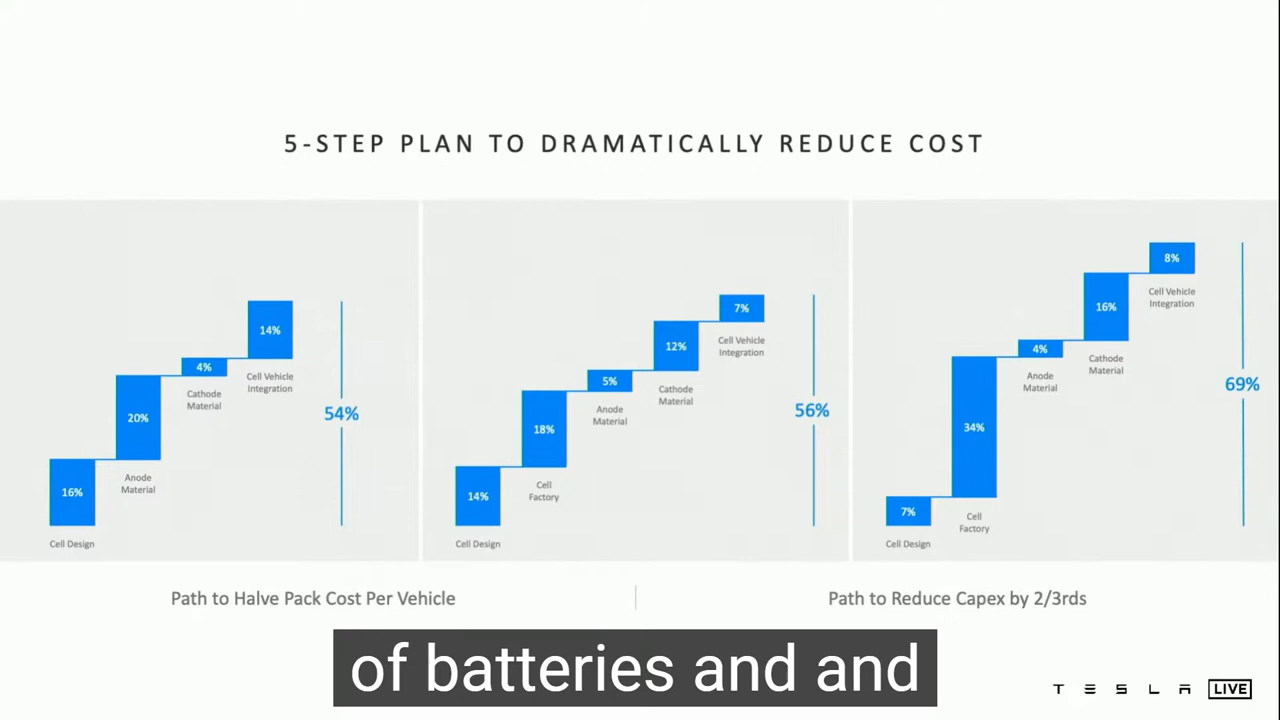 5-STEP PLAN TO DRAMATICALLY REDUCE COST
14%
4%
Cell Vehicle
Integration
20%
Cathode
Material
54%
16%
Anode
Material
Cell Design
7%
12%
Cell Vehicle
Integration
5%
Cathode
Material
18%
Anode
Material
56%
14%
Cell
Factory
Cell Design
8%
16%
Cell Vehicle
Integration
4%
Cathode
Material
34%
Anode
Material
69%
7%
Cell
Factory
Cell Design
Path to Halve Pack Cost Per Vehicle
Path to Reduce Capex by 2/3rds
of batteries and and
TESLA LIVE